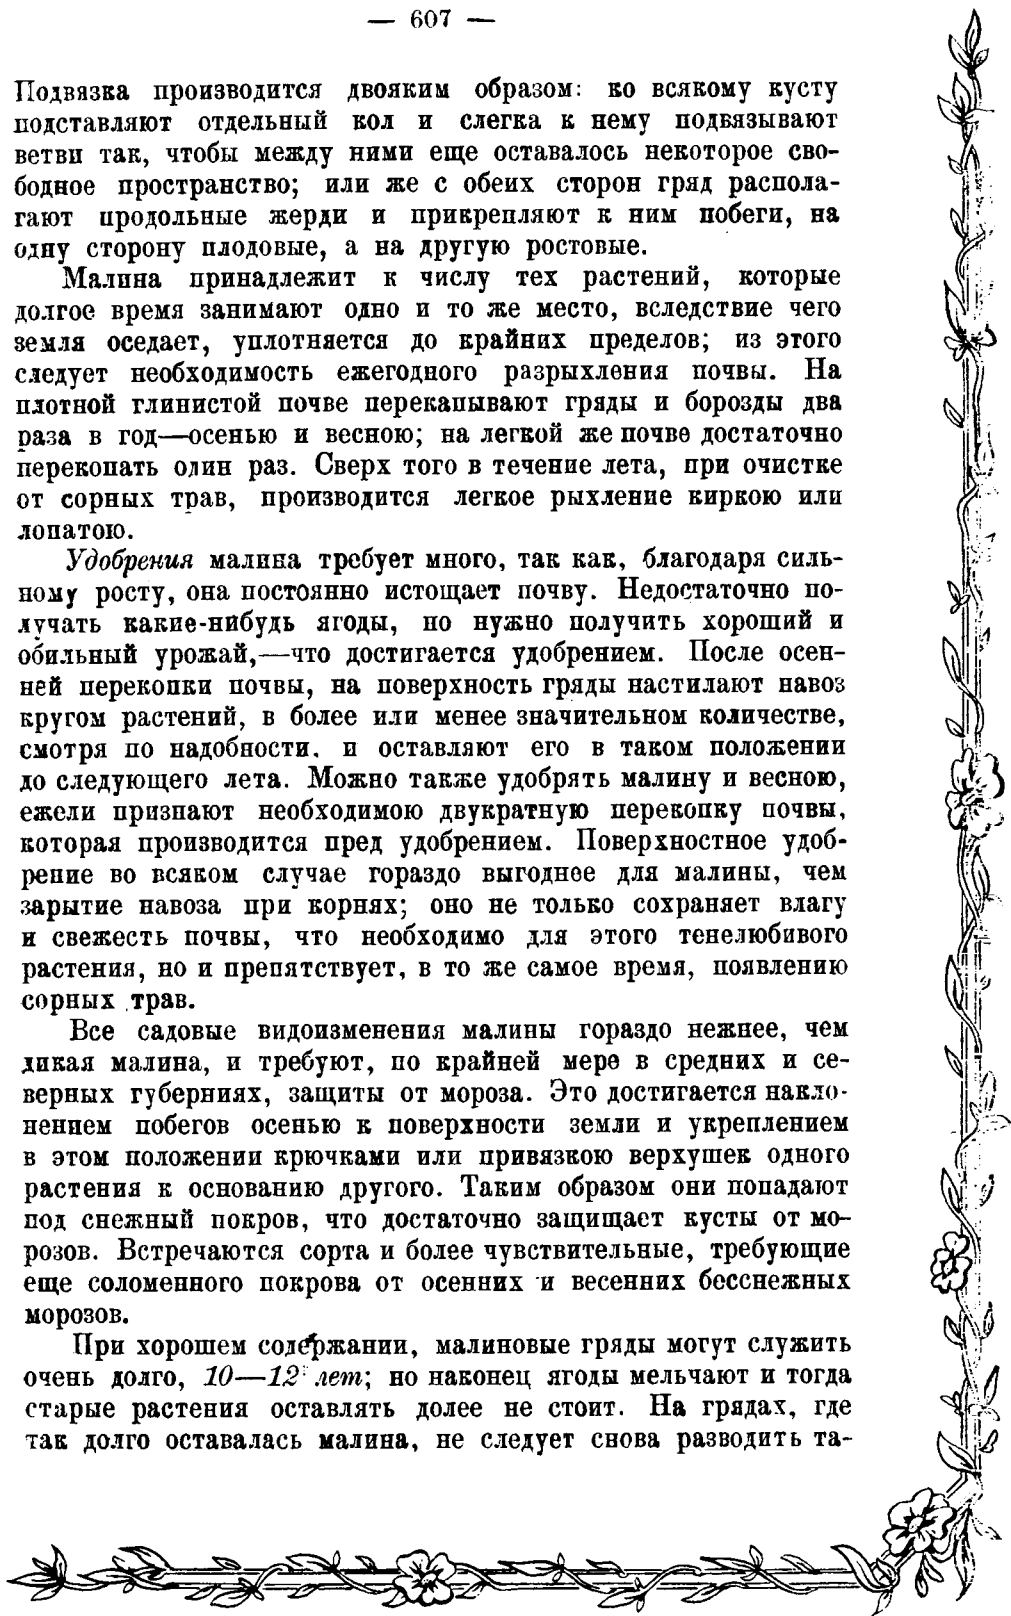 — 607 —
Подвязка производится двояким образом: ко всякому кусту
подставляют отдельный кол и слегка к нему подвязывают
ветви так, чтобы между ними еще оставалось некоторое сво-
бодное пространство; или же с обеих сторон гряд распола-
гают продольные жерди и прикрепляют к ним побеги, на
одну сторону плодовые, а на другую ростовые.
Малина принадлежит к числу тех растений, которые
долгое время занимают одно и то же место, вследствие чего
земля оседает, уплотняется до крайних пределов; из этого
следует необходимость ежегодного разрыхления почвы. На
плотной глинистой почве перекапывают гряды и борозды два
раза в год—осенью и весною; на легкой же почве достаточно
перекопать один раз. Сверх того в течение лета, при очистке
от сорных трав, производится легкое рыхление киркою или
лопатою.
Удобрения малина требует много, так как, благодаря силь-
ному росту, она постоянно истощает почву. Недостаточно по-
лучать какие-нибудь ягоды, но нужно получить хороший и
обильный урожай,—что достигается удобрением. После осен-
ней перекопки почвы, на поверхность гряды настилают навоз
кругом растений, в более или менее значительном количестве,
смотря по надобности, и оставляют его в таком положении
до следующего лета. Можно также удобрять малину и весною,
ежели признают необходимою двукратную перекопку почвы,
которая производится пред удобрением. Поверхностное удоб-
рение во всяком случае гораздо выгоднее для малины, чем
зарытие навоза при корнях; оно не только сохраняет влагу
и свежесть почвы, что необходимо для этого тенелюбивого
растения, но и препятствует, в то же самое время, появлению
сорных трав.
Все садовые видоизменения малины гораздо нежнее, чем
дикая малина, и требуют, по крайней мере в средних и се-
верных губерниях, защиты от мороза. Это достигается накло-
нением побегов осенью к поверхности земли и укреплением
в этом положении крючками или привязкою верхушек одного
растения к основанию другого. Таким образом они попадают
под снежный покров, что достаточно защищает кусты от мо-
розов. Встречаются сорта и более чувствительные, требующие
еще соломенного покрова от осенних и весенних бесснежных
морозов.
При хорошем содержании, малиновые гряды могут служить
очень долго, 10—12 лет; но наконец ягоды мельчают и тогда
старые растения оставлять долее не стоит. На грядах, где
так долго оставалась малина, не следует снова разводить та-